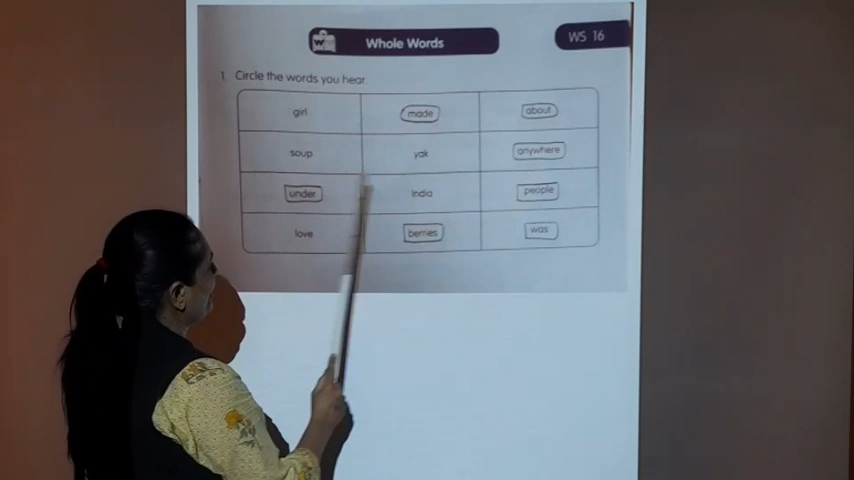 Whole Words
WS 16
1. Circle the words you hear
girl made about
soup yak anywhere
under India people
love berries was